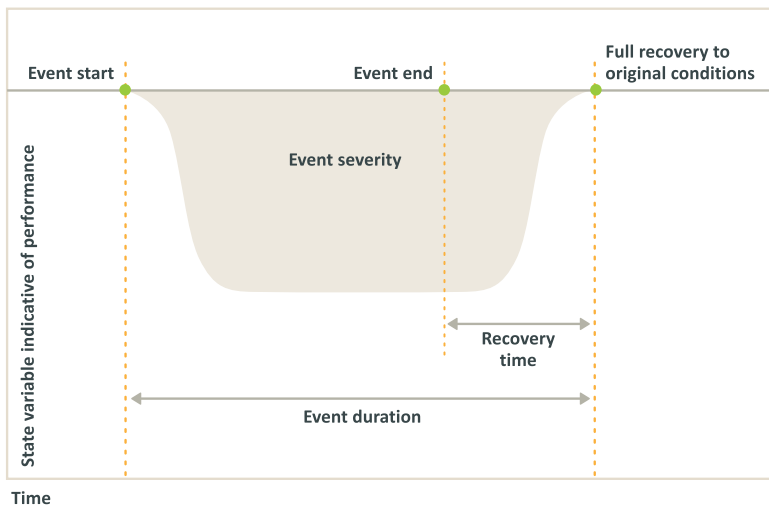 Full recovery to
original conditions
Event start
Event end
Event severity
State variable indicative of performance
Recovery
time
Event duration
Time